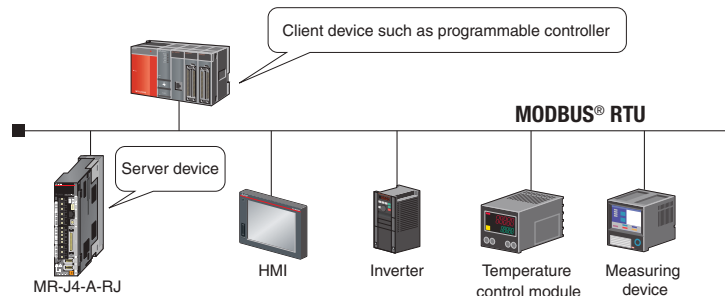 Client device such as programmable controller
MODBUS® RTU
Server device
MR-J4-A-RJ
HMI
Inverter
Temperature
control module
Measuring
device